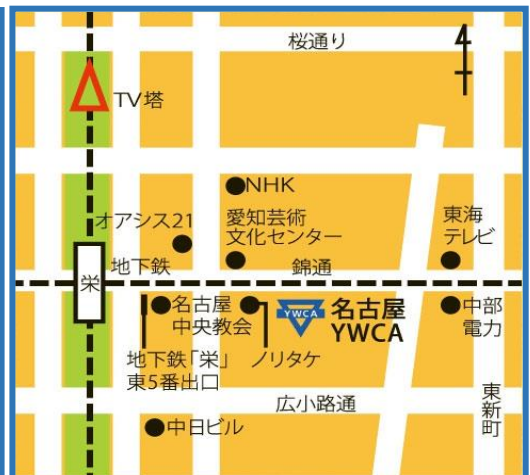 桜通り
TV塔
NHK
オアシス21
愛知芸術
文化センター
東海
テレビ
地下鉄
錦通
栄
名古屋
中央教会
YWCA
名古屋
YWCA
中部
電力
地下鉄「栄」
東5番出口
ノリタケ
広小路通
東新町
中日ビル